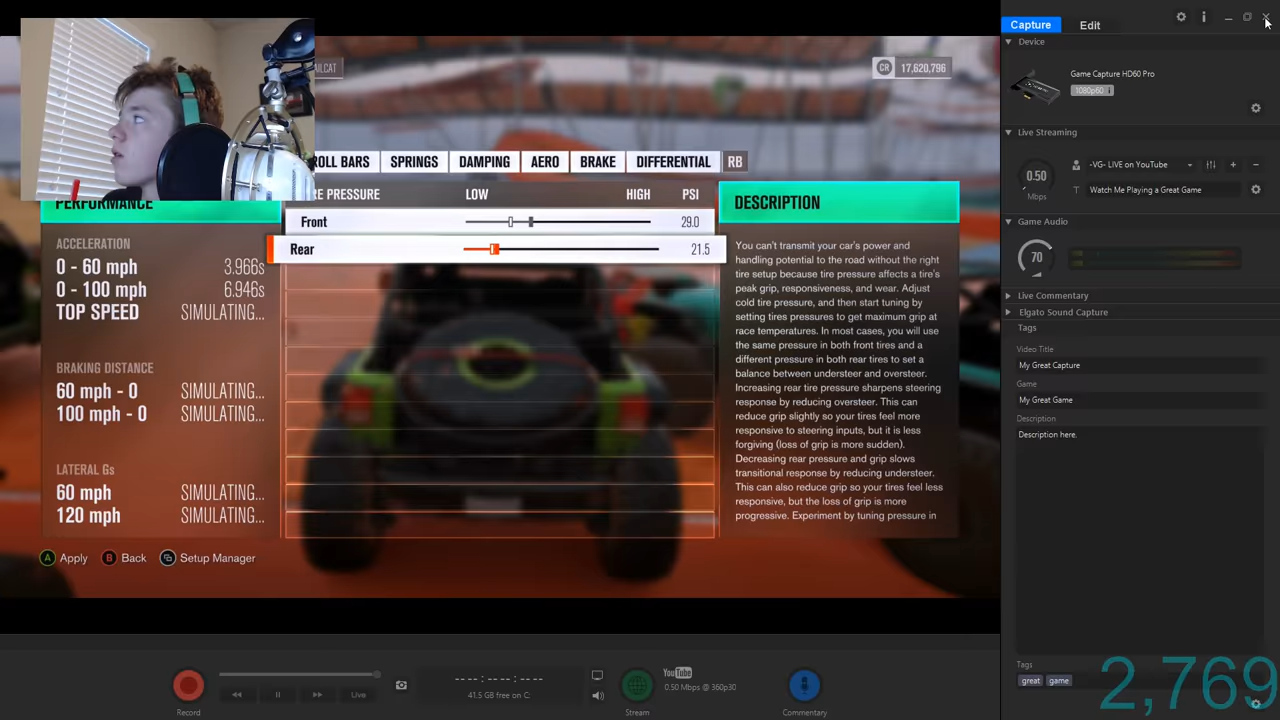 Capture
Edit
Device
Game Capture HD60 Pro
1080p60 i
Live Streaming
0.50
Mbps
-VG- LIVE on YouTube
T Watch Me Playing a Great Game
Game Audio
70
Live Commentary
Elgato Sound Capture
Tags
Video Title
My Great Capture
Game
My Great Game
Description
Description here.
Tags
great game
2,769
CR 17,620,796
SPRINGS DAMPING AERO BRAKE DIFFERENTIAL RB
PRESSURE LOW HIGH PSI
Front 29.0
Rear 21.5
PERFORMANCE
ACCELERATION
0 - 60 mph 3.966s
0 - 100 mph 6.946s
TOP SPEED SIMULATING...
BRAKING DISTANCE
60 mph - 0 SIMULATING...
100 mph - 0 SIMULATING...
LATERAL Gs
60 mph SIMULATING...
120 mph SIMULATING...
DESCRIPTION
You can't transmit your car's power and
handling potential to the road without the right
tire setup because tire pressure affects a tire's
peak grip, responsiveness, and wear. Adjust
cold tire pressure, and then start tuning by
setting tires pressures to get maximum grip at
race temperatures. In most cases, you will use
the same pressure in both front tires and a
different pressure in both rear tires to set a
balance between understeer and oversteer.
Increasing rear tire pressure sharpens steering
response by reducing oversteer. This can
reduce grip slightly so your tires feel more
responsive to steering inputs, but it is less
forgiving (loss of grip is more sudden).
Decreasing rear pressure and grip slows
transitional response by reducing understeer.
This can also reduce grip so your tires feel less
responsive, but the loss of grip is more
progressive. Experiment by tuning pressure in
A Apply B Back Setup Manager
Record
Live
--:--:--:--
41.5 GB free on C:
Stream
YouTube
0.50 Mbps @ 360p30
Commentary